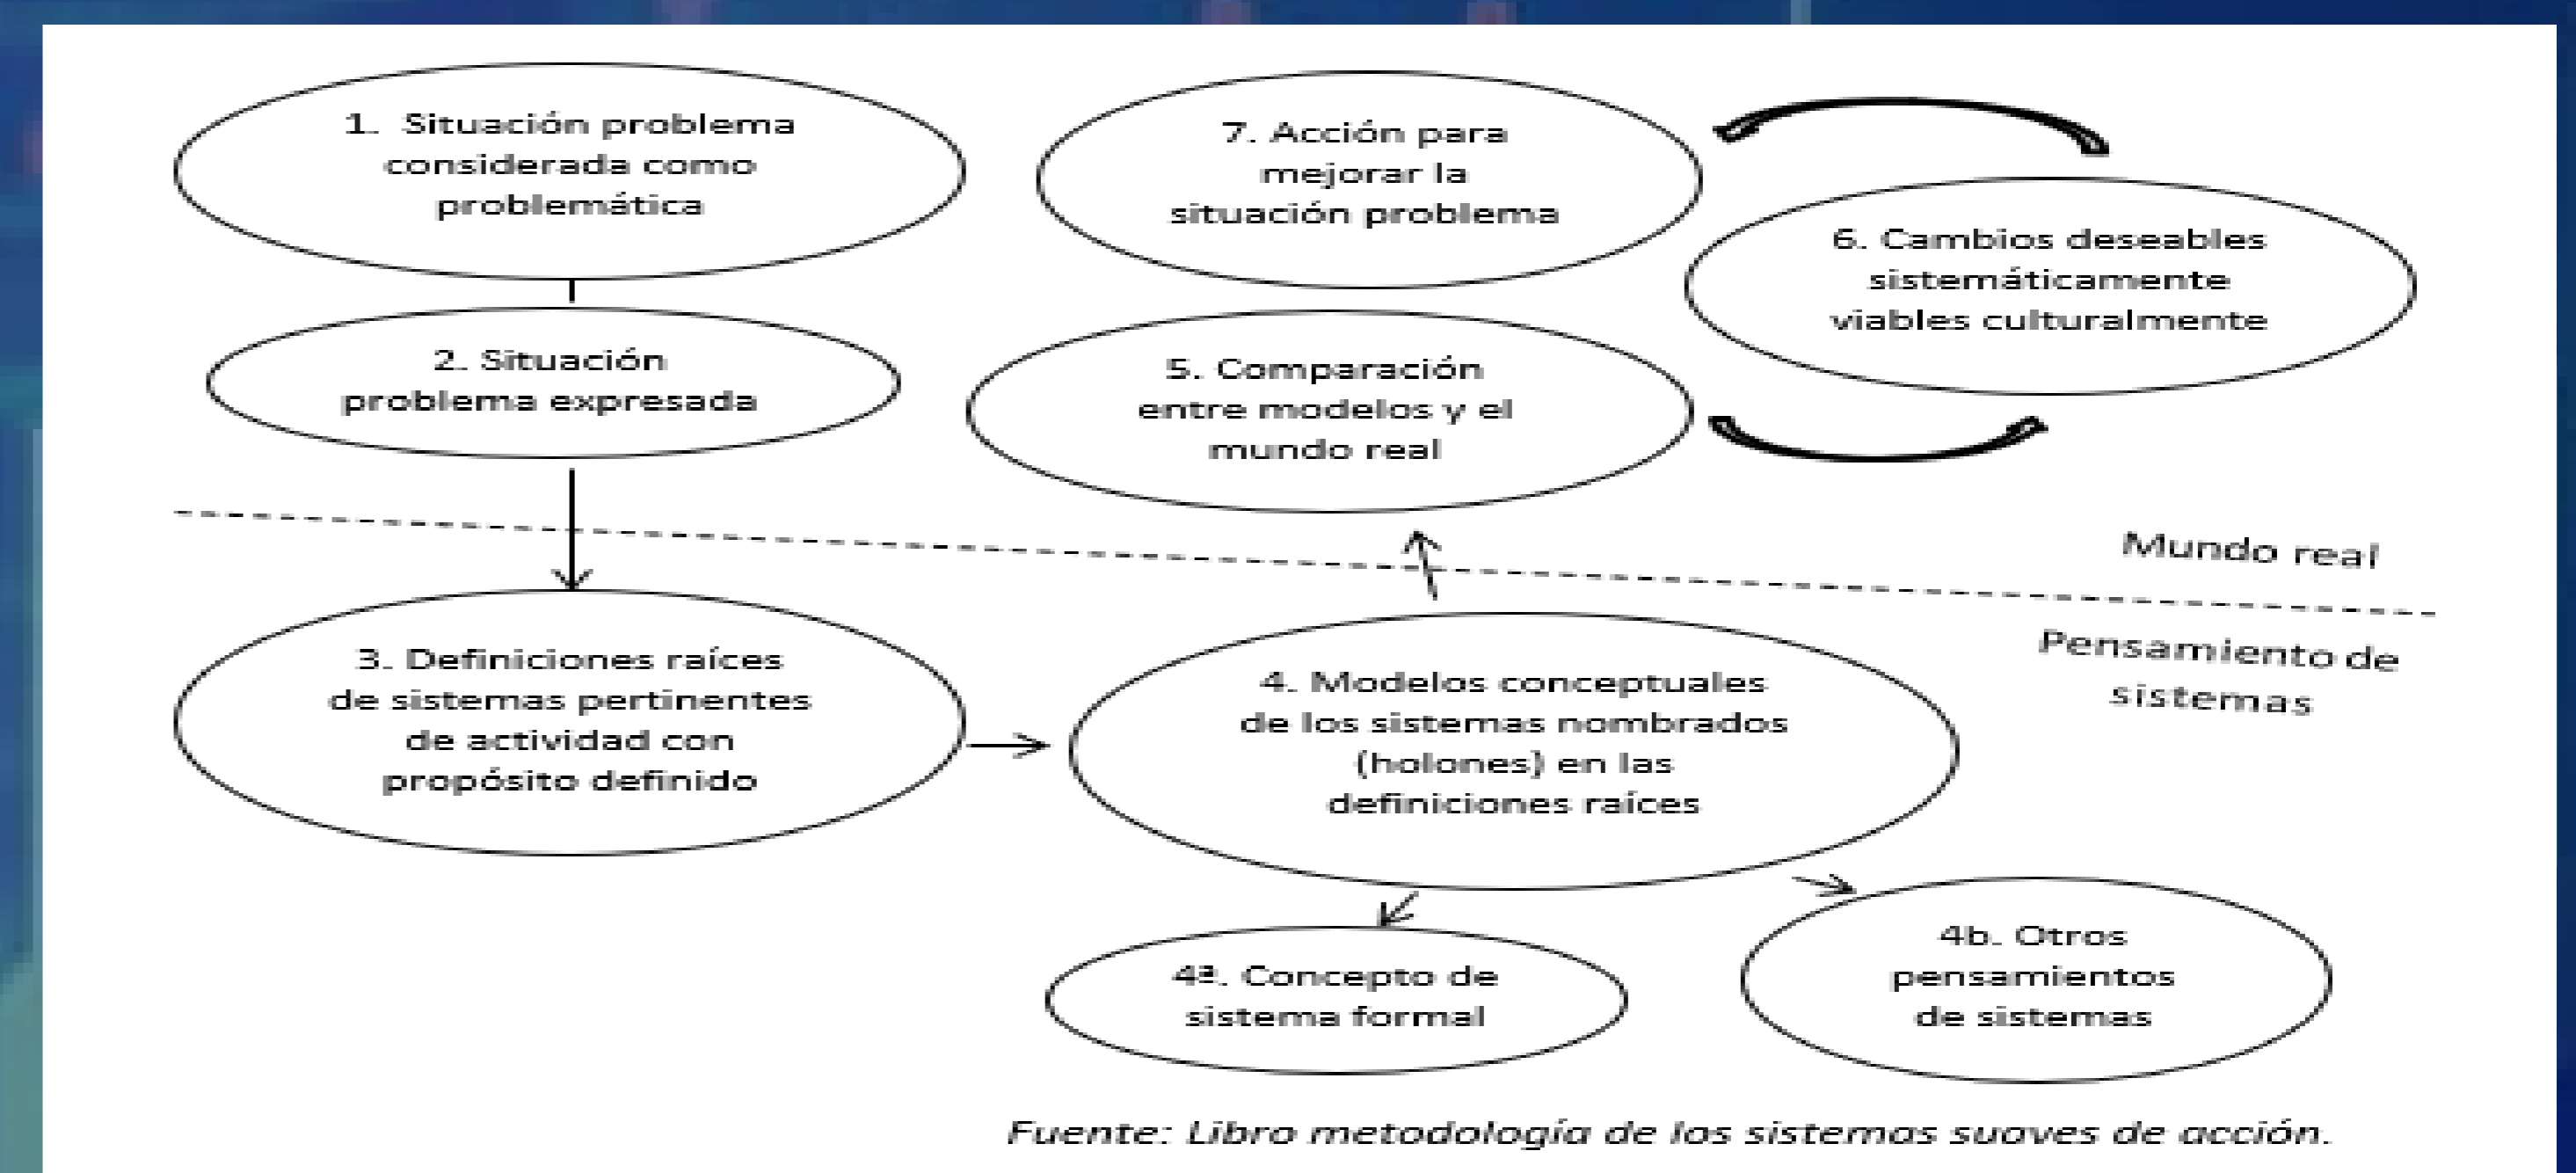 1. Situación problema
considerada como
problemática
2. Situación
problema expresada
3. Definiciones raíces
de sistemas pertinentes
de actividad con
propósito definido
4. Modelos conceptuales
de los sistemas nombrados
(holones) en las
definiciones raíces
4ª. Concepto de
sistema formal
4b. Otros
pensamientos
de sistemas
5. Comparación
entre modelos y el
mundo real
6. Cambios deseables
sistemáticamente
viables culturalmente
7. Acción para
mejorar la
situación problema
Mundo real
Pensamiento de
sistemas
Fuente: Libro metodología de los sistemas suaves de acción.